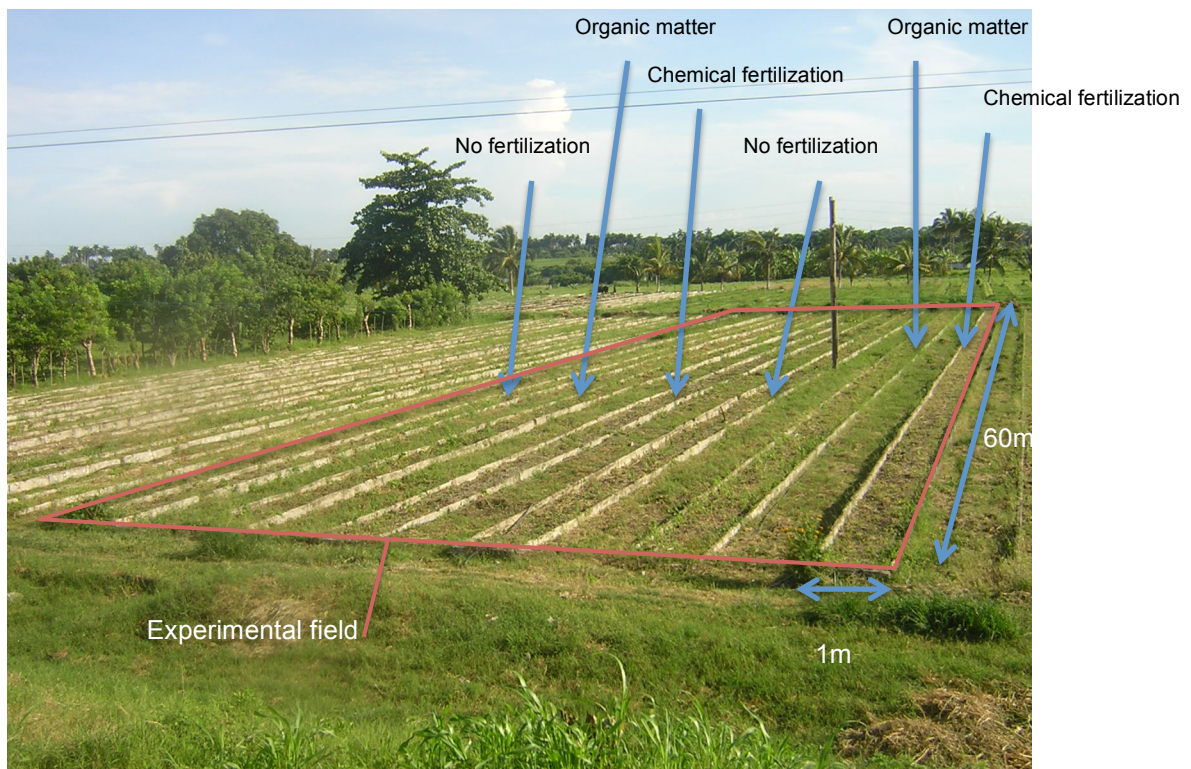 Organic matter
Organic matter
Chemical fertilization
Chemical fertilization
No fertilization
No fertilization
60m
Experimental field
1m